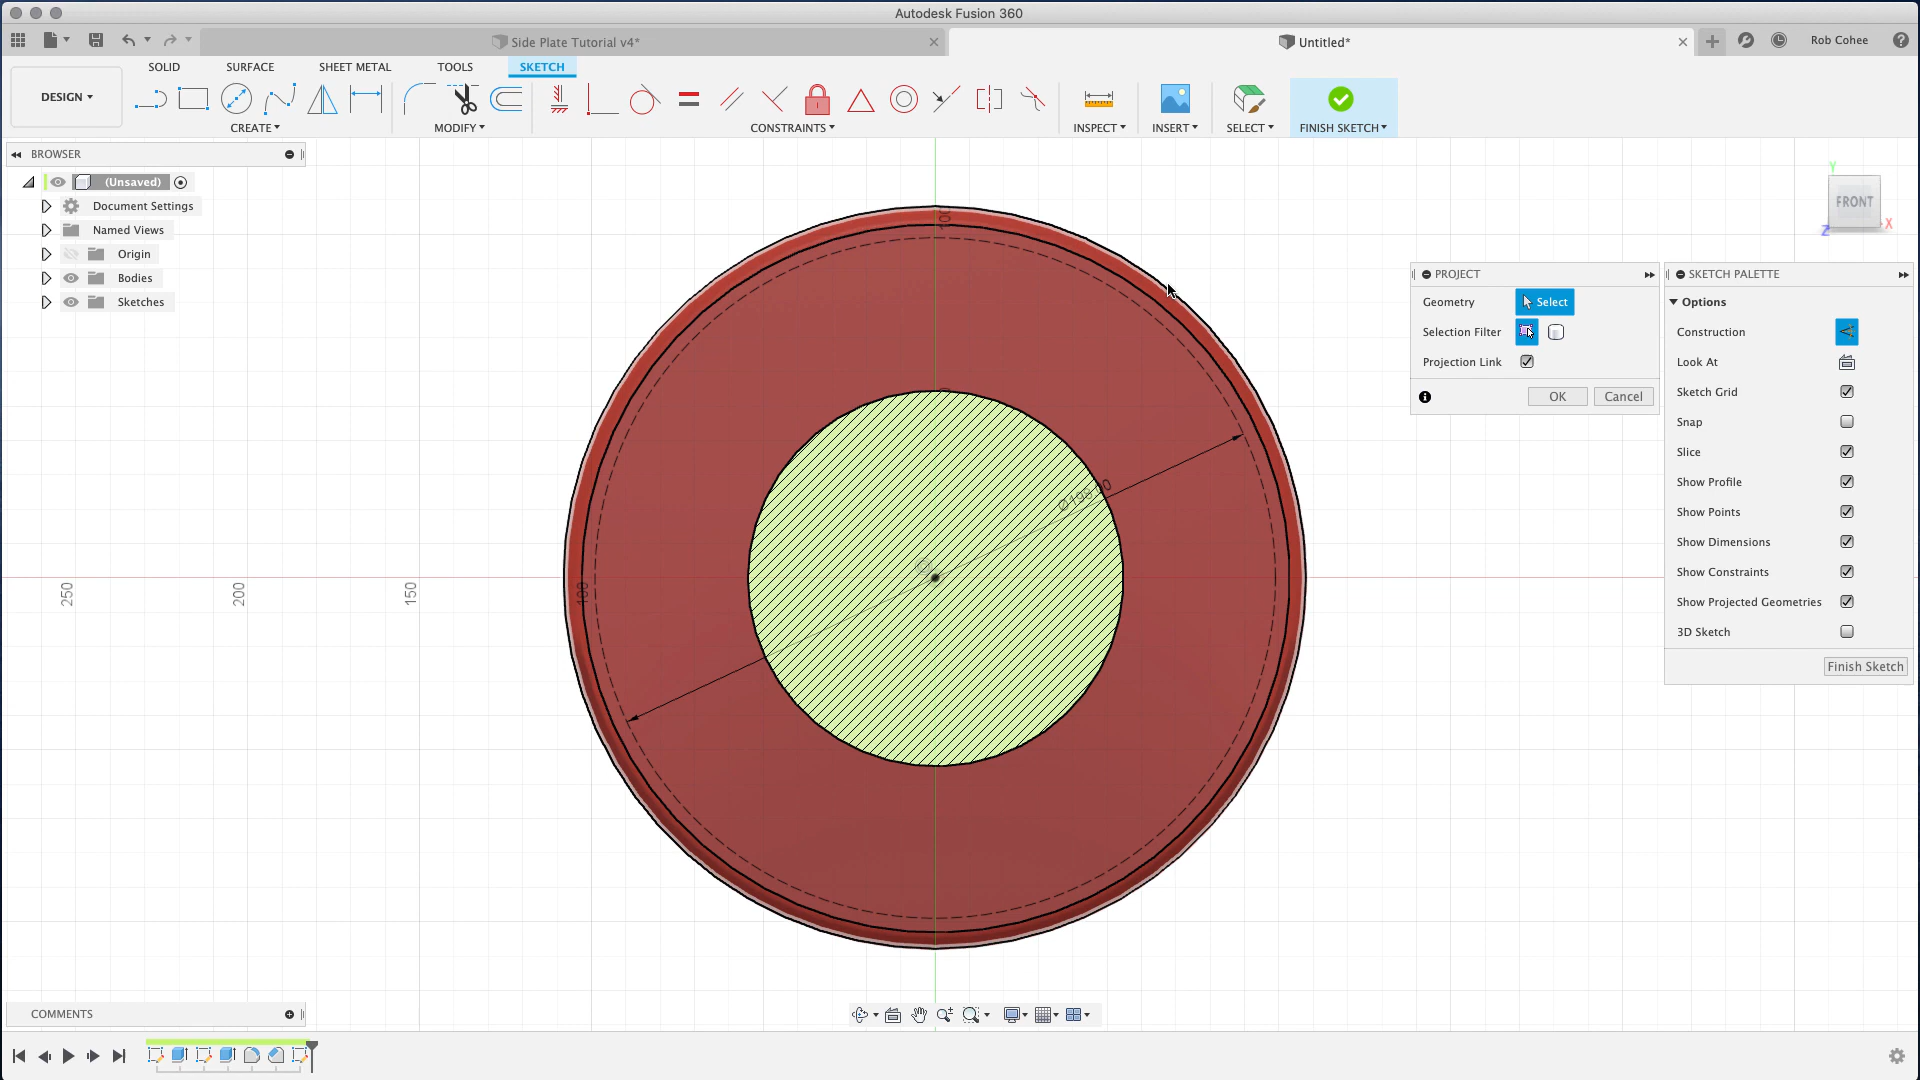 Autodesk Fusion 360
Side Plate Tutorial v4*
Untitled*
Rob Cohee
SOLID
SURFACE
SHEET METAL
TOOLS
SKETCH
DESIGN
CREATE
MODIFY
CONSTRAINTS
INSPECT
INSERT
SELECT
FINISH SKETCH
BROWSER
(Unsaved)
Document Settings
Named Views
Origin
Bodies
Sketches
Y
FRONT
X
Z
PROJECT
Geometry
Select
Selection Filter
Projection Link
OK
Cancel
SKETCH PALETTE
Options
Construction
Look At
Sketch Grid
Snap
Slice
Show Profile
Show Points
Show Dimensions
Show Constraints
Show Projected Geometries
3D Sketch
Finish Sketch
250
200
150
100
COMMENTS